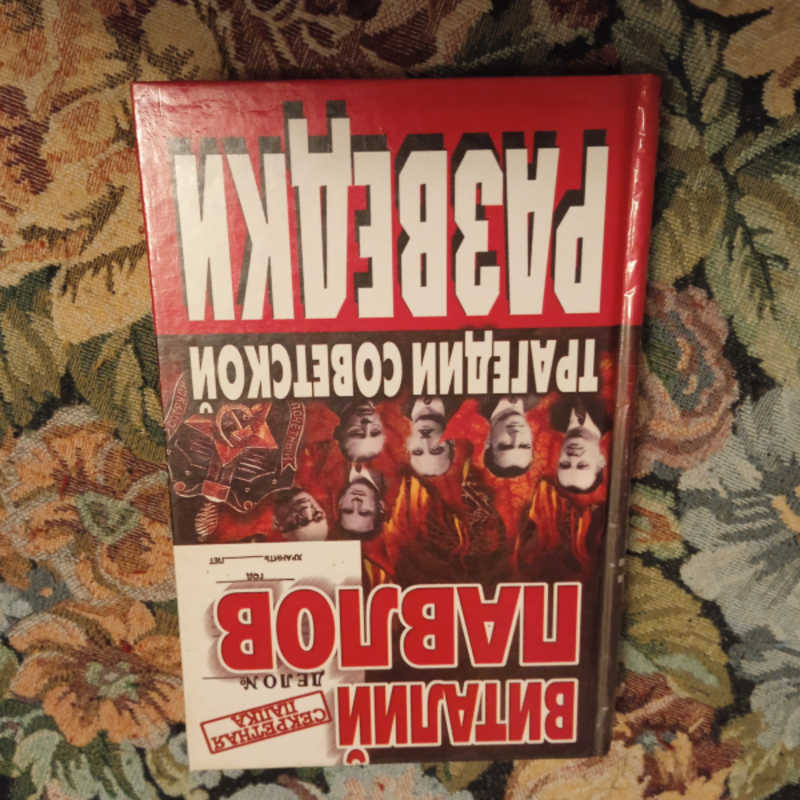 ВИТАЛИЙ
ПАВЛОВ
СЕКРЕТНАЯ
ПАПКА
ДЕЛО №
ГОД
ХРАНИТЬ ЛЕТ
ТРАГЕДИИ СОВЕТСКОЙ
РАЗВЕДКИ